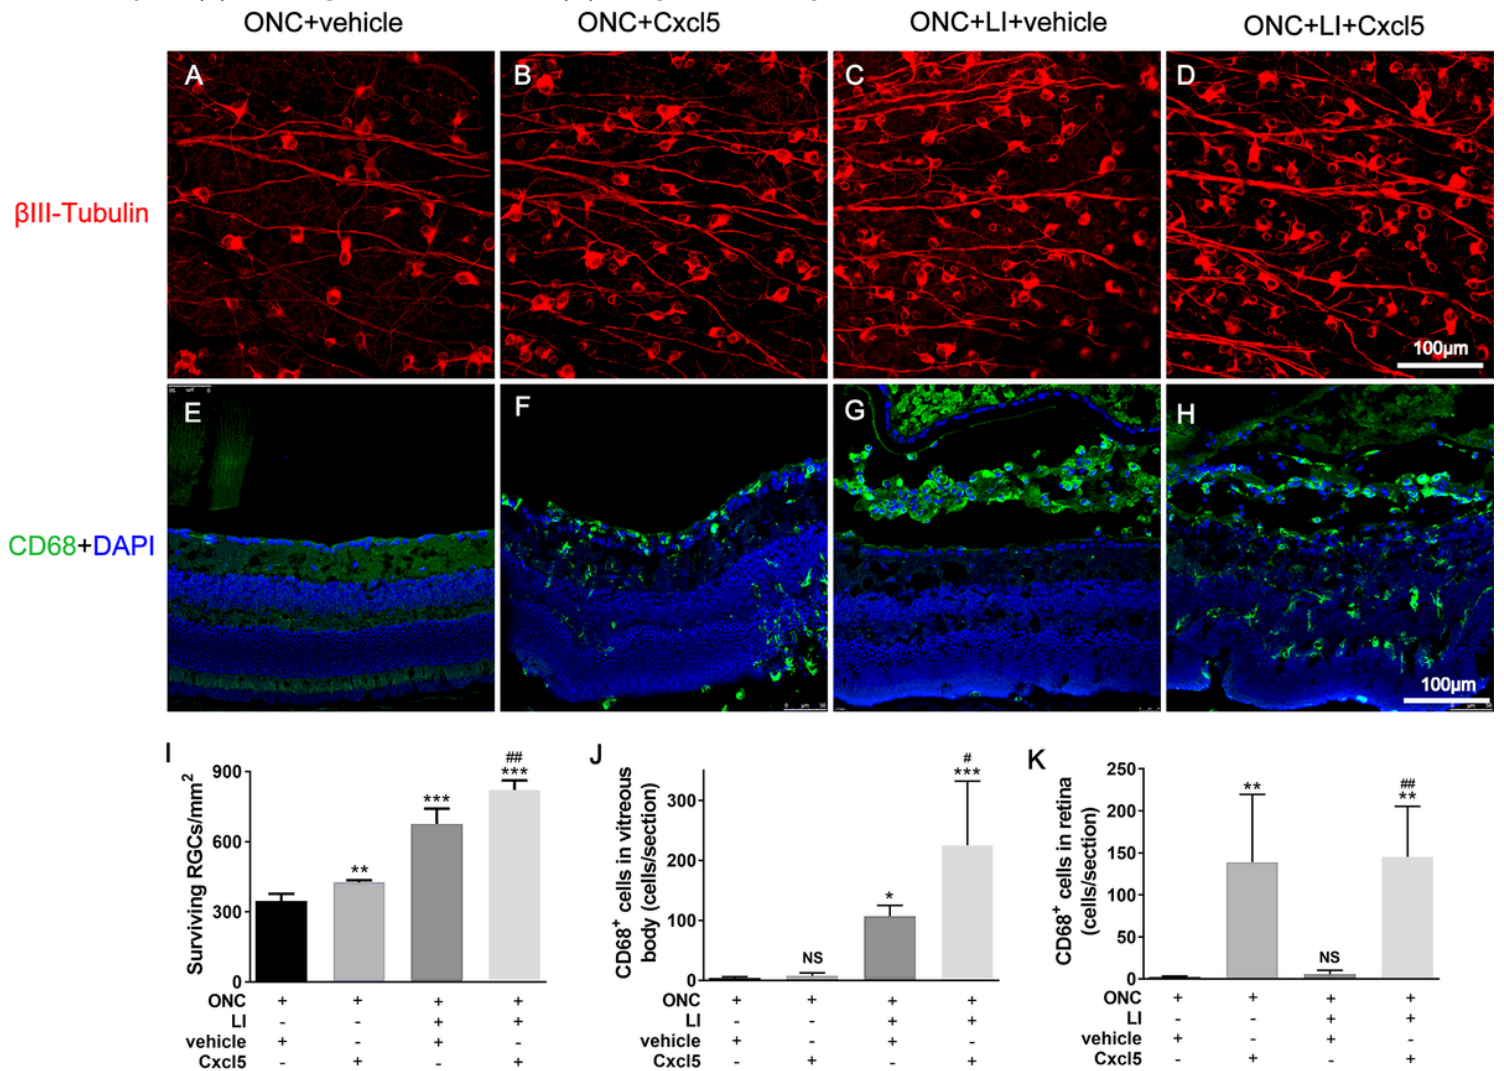 ONC+vehicle ONC+Cxcl5 ONC+LI+vehicle ONC+LI+Cxcl5
A B C D
βIII-Tubulin
100μm
E F G H
CD68+DAPI
100μm
I
Surviving RGCs/mm²
900
600
300
0
** *** ***
##
ONC + + + +
LI - - + +
vehicle + - + -
Cxcl5 - + - +
J
CD68⁺ cells in vitreous
body (cells/section)
300
200
100
0
NS * ***
#
ONC + + + +
LI - - + +
vehicle + - + -
Cxcl5 - + - +
K
CD68⁺ cells in retina
(cells/section)
250
200
150
100
50
0
** NS **
##
ONC + + + +
LI - - + +
vehicle + - + -
Cxcl5 - + - +